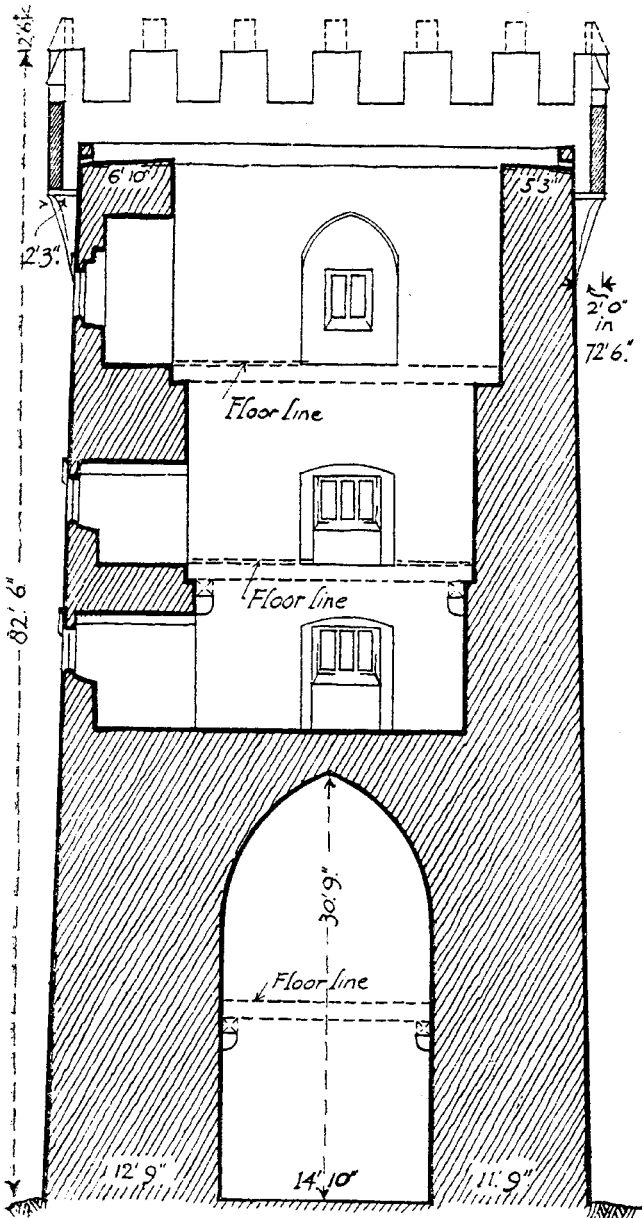 2'6"
6' 10"
5' 3"
2' 3".
2' 0"
in
72' 6".
Floor line
Floor line
82'. 6"
30' 9".
Floor line
12' 9"
14' 10"
11' 9"